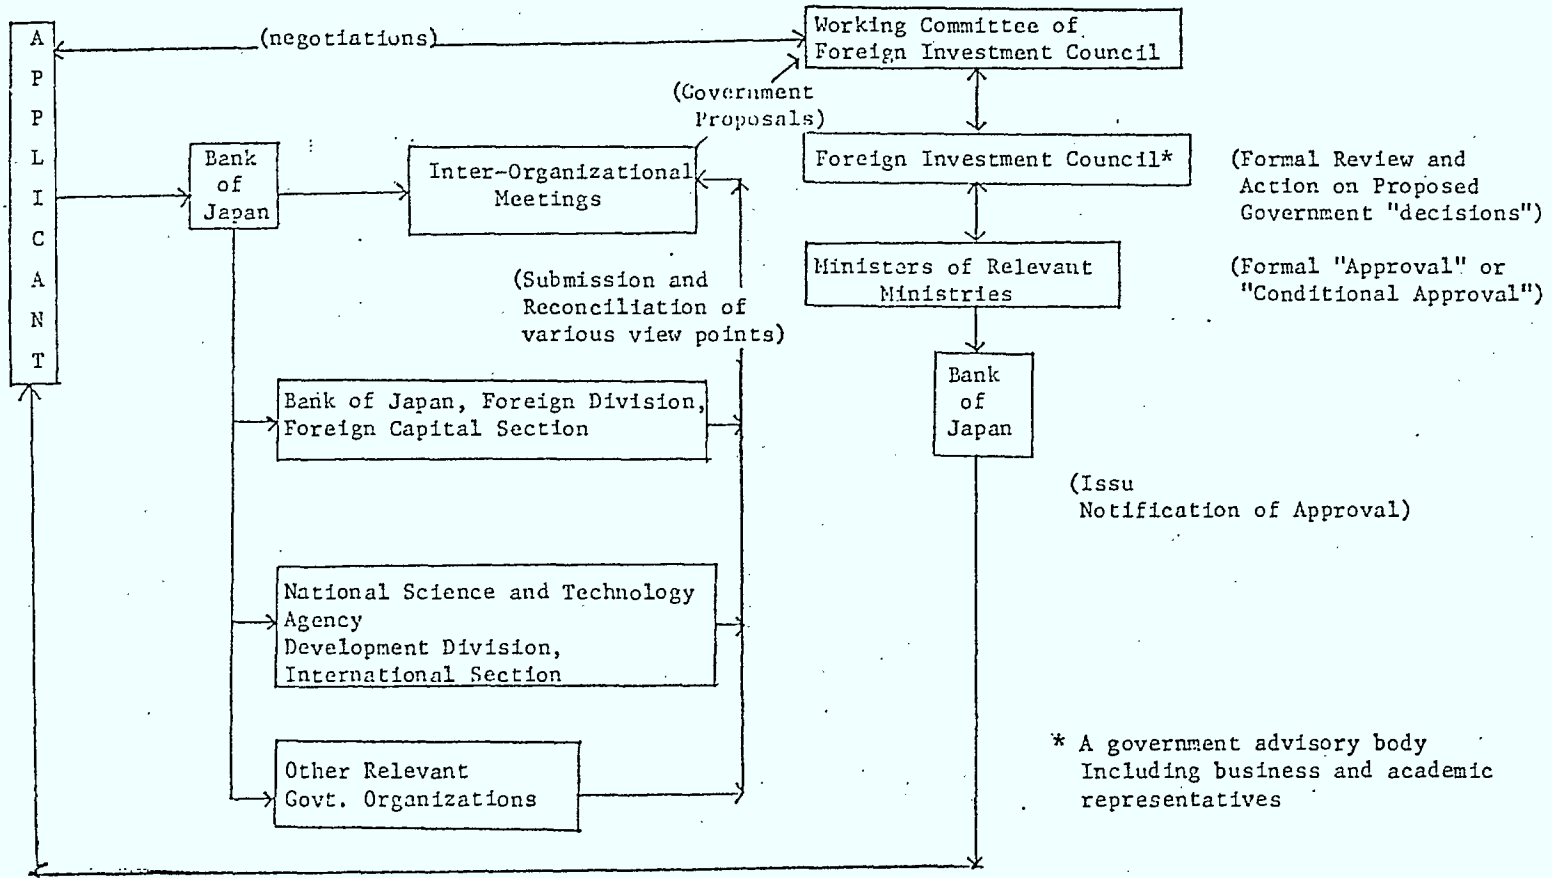 APPLICANT
(negotiations)
Working Committee of
Foreign Investment Council
(Government
Proposals)
Bank
of
Japan
Inter-Organizational
Meetings
Foreign Investment Council*
(Formal Review and
Action on Proposed
Government "decisions")
(Submission and
Reconciliation of
various view points)
Ministers of Relevant
Ministries
(Formal "Approval" or
"Conditional Approval")
Bank of Japan, Foreign Division,
Foreign Capital Section
Bank
of
Japan
(Issu
Notification of Approval)
National Science and Technology
Agency
Development Division,
International Section
Other Relevant
Govt. Organizations
* A government advisory body
Including business and academic
representatives